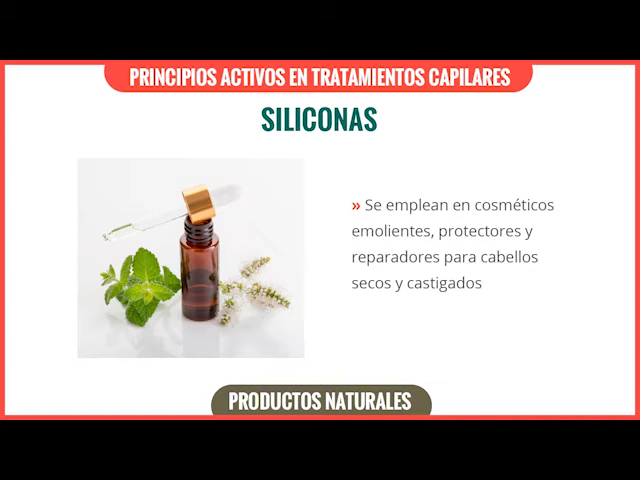 PRINCIPIOS ACTIVOS EN TRATAMIENTOS CAPILARES
SILICONAS
» Se emplean en cosméticos
emolientes, protectores y
reparadores para cabellos
secos y castigados
PRODUCTOS NATURALES